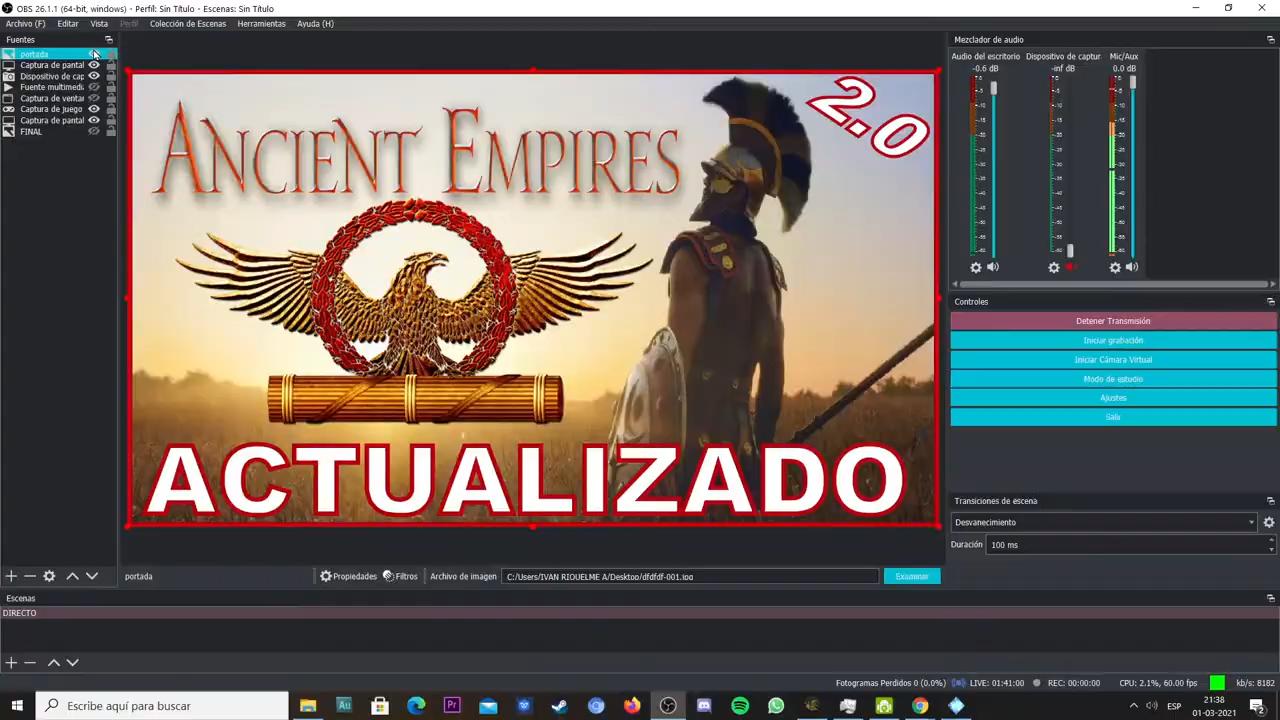 OBS 26.1.1 (64-bit, windows) - Perfil: Sin Título - Escenas: Sin Título
Archivo (F) Editar Vista Perfil Colección de Escenas Herramientas Ayuda (H)
Fuentes
portada
Captura de pantal
Dispositivo de cap
Fuente multimedi
Captura de ventar
Captura de juego
Captura de pantal
FINAL
ANCIENT EMPIRES
2.0
ACTUALIZADO
Mezclador de audio
Audio del escritorio Dispositivo de captur Mic/Aux
-0.6 dB -inf dB 0.0 dB
Controles
Detener Transmisión
Iniciar grabación
Iniciar Cámara Virtual
Modo de estudio
Ajustes
Salir
Transiciones de escena
Desvanecimiento
Duración 100 ms
portada Propiedades Filtros Archivo de imagen C:/Users/IVAN RIQUELME A/Desktop/dfdfdf-001.jpg Examinar
Escenas
DIRECTO
Fotogramas Perdidos 0 (0.0%) LIVE: 01:41:00 REC: 00:00:00 CPU: 2.1%, 60.00 fps kb/s: 8182
Escribe aquí para buscar
ESP
21:38
01-03-2021
2